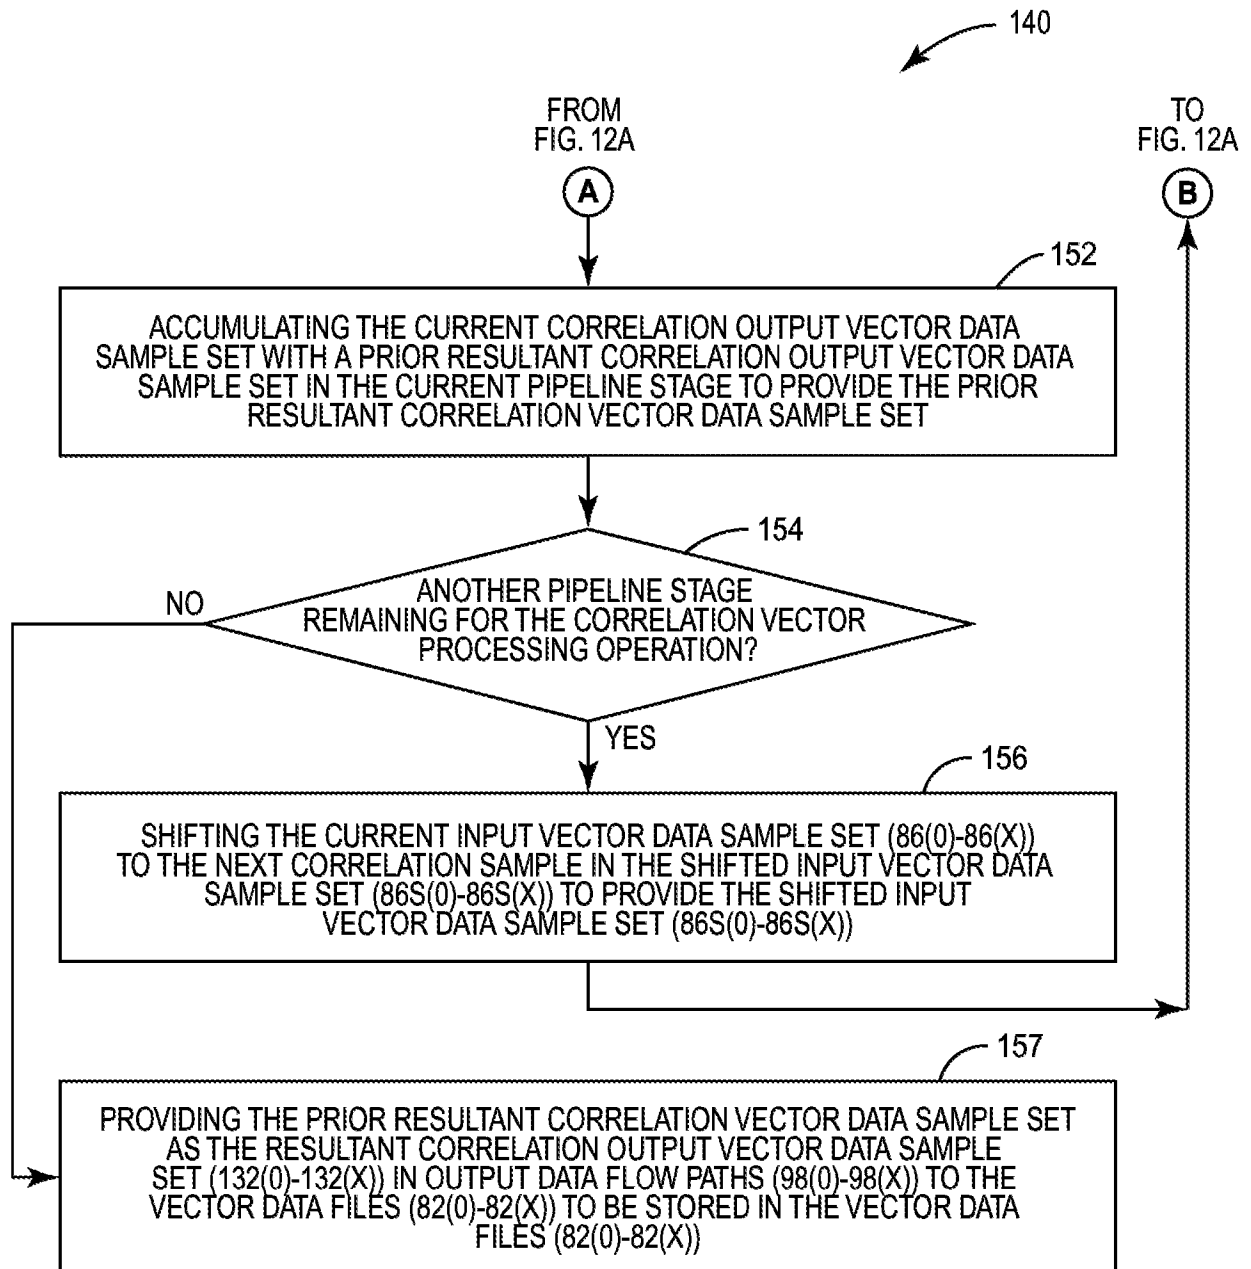 140
FROM
FIG. 12A
A
TO
FIG. 12A
B
152
ACCUMULATING THE CURRENT CORRELATION OUTPUT VECTOR DATA
SAMPLE SET WITH A PRIOR RESULTANT CORRELATION OUTPUT VECTOR DATA
SAMPLE SET IN THE CURRENT PIPELINE STAGE TO PROVIDE THE PRIOR
RESULTANT CORRELATION VECTOR DATA SAMPLE SET
154
NO
ANOTHER PIPELINE STAGE
REMAINING FOR THE CORRELATION VECTOR
PROCESSING OPERATION?
YES
156
SHIFTING THE CURRENT INPUT VECTOR DATA SAMPLE SET (86(0)-86(X))
TO THE NEXT CORRELATION SAMPLE IN THE SHIFTED INPUT VECTOR DATA
SAMPLE SET (86S(0)-86S(X)) TO PROVIDE THE SHIFTED INPUT
VECTOR DATA SAMPLE SET (86S(0)-86S(X))
157
PROVIDING THE PRIOR RESULTANT CORRELATION VECTOR DATA SAMPLE SET
AS THE RESULTANT CORRELATION OUTPUT VECTOR DATA SAMPLE
SET (132(0)-132(X)) IN OUTPUT DATA FLOW PATHS (98(0)-98(X)) TO THE
VECTOR DATA FILES (82(0)-82(X)) TO BE STORED IN THE VECTOR DATA
FILES (82(0)-82(X))